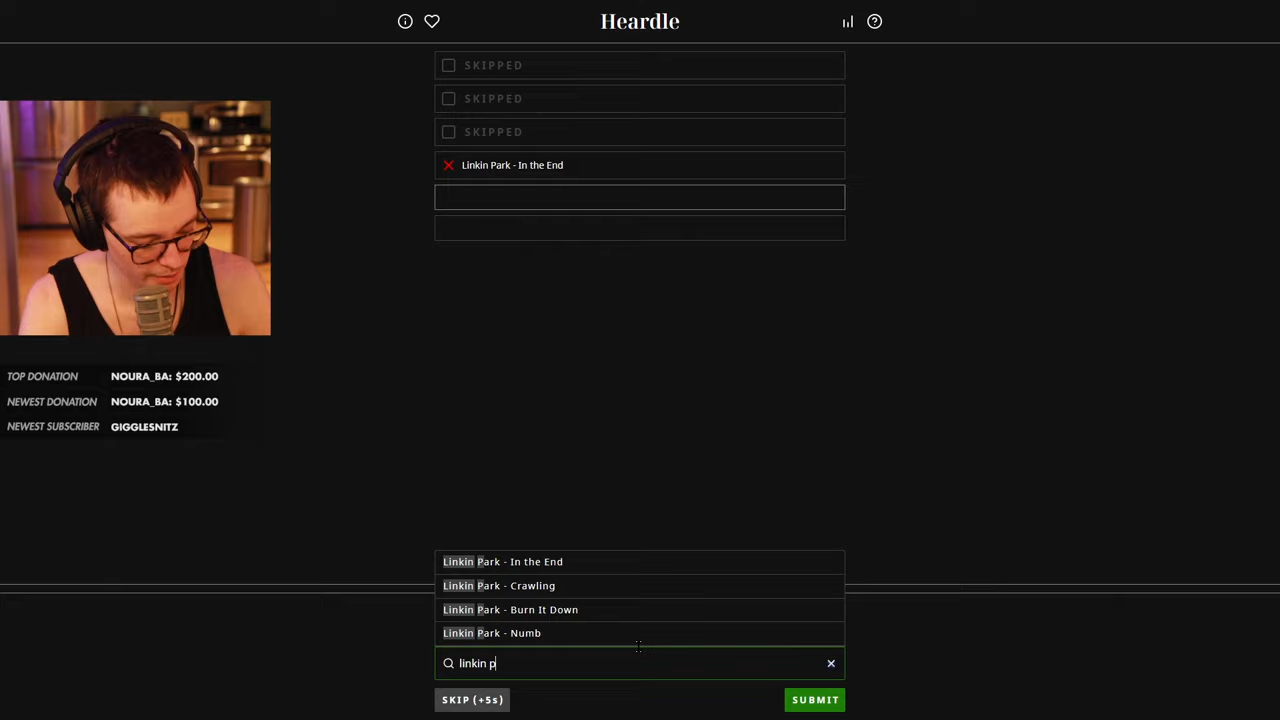 Heardle
SKIPPED
SKIPPED
SKIPPED
Linkin Park - In the End
TOP DONATION NOURA_BA: $200.00
NEWEST DONATION NOURA_BA: $100.00
NEWEST SUBSCRIBER GIGGLESNITZ
Linkin Park - In the End
Linkin Park - Crawling
Linkin Park - Burn It Down
Linkin Park - Numb
linkin p
SKIP (+5s) SUBMIT